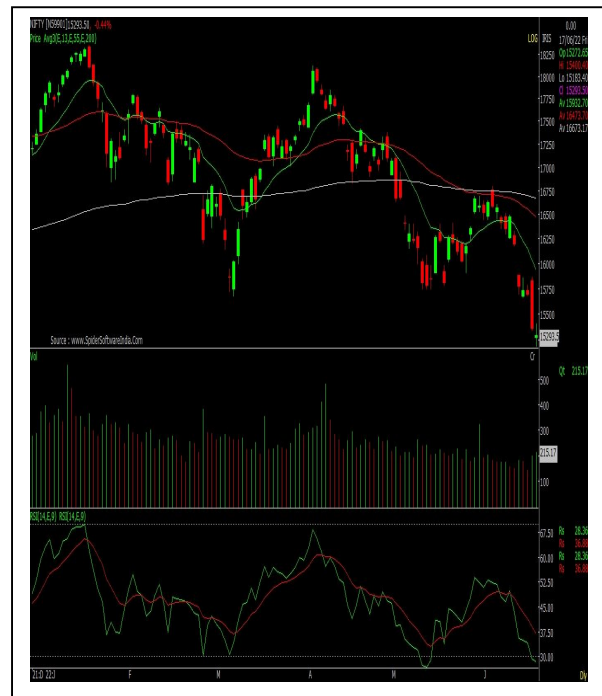 NIFTY [N59901]15293.50, -0.44%
Price Avg3(E,13,E,55,E,200)
LOG
IRIS
0.00
17/06/22 Fri
Op 15272.65
Hi 15400.40
Lo 15183.40
Cl 15293.50
Av 15932.70
Av 16473.70
Av 16673.17
18250
18000
17750
17500
17250
17000
16750
16500
16250
16000
15750
15500
15293.5
Source : www.SpiderSoftwareIndia.Com
Vol
Cr
Qt 215.17
500
400
300
215.17
100
RSI(14,E,9) RSI(14,E,9)
67.50
60.00
52.50
45.00
37.50
30.00
Rs 28.36
Rs 36.88
Rs 28.36
Rs 36.88
21:D 22:J F M A M J
Dly